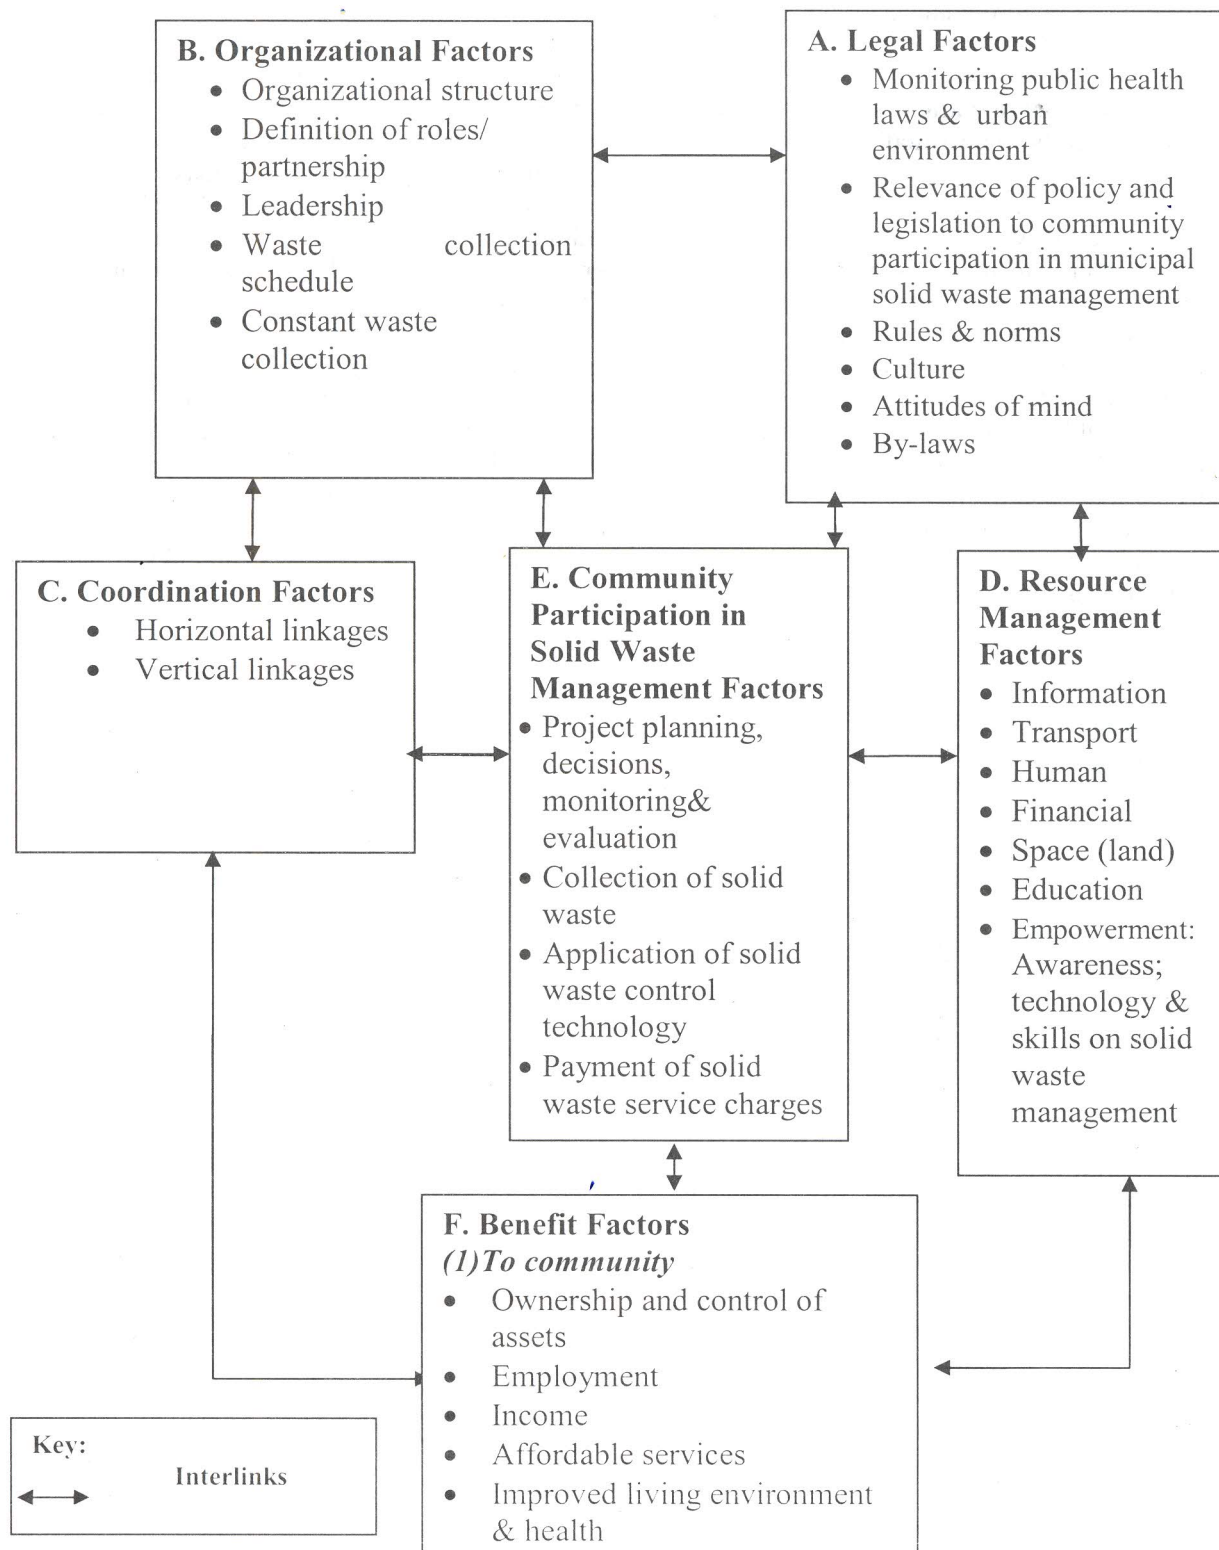 B. Organizational Factors
• Organizational structure
• Definition of roles/
partnership
• Leadership
• Waste collection
schedule
• Constant waste
collection
A. Legal Factors
• Monitoring public health
laws & urban
environment
• Relevance of policy and
legislation to community
participation in municipal
solid waste management
• Rules & norms
• Culture
• Attitudes of mind
• By-laws
C. Coordination Factors
• Horizontal linkages
• Vertical linkages
E. Community
Participation in
Solid Waste
Management Factors
• Project planning,
decisions,
monitoring&
evaluation
• Collection of solid
waste
• Application of solid
waste control
technology
• Payment of solid
waste service charges
D. Resource
Management
Factors
• Information
• Transport
• Human
• Financial
• Space (land)
• Education
• Empowerment:
Awareness;
technology &
skills on solid
waste
management
F. Benefit Factors
(1)To community
• Ownership and control of
assets
• Employment
• Income
• Affordable services
• Improved living environment
& health
Key:
Interlinks